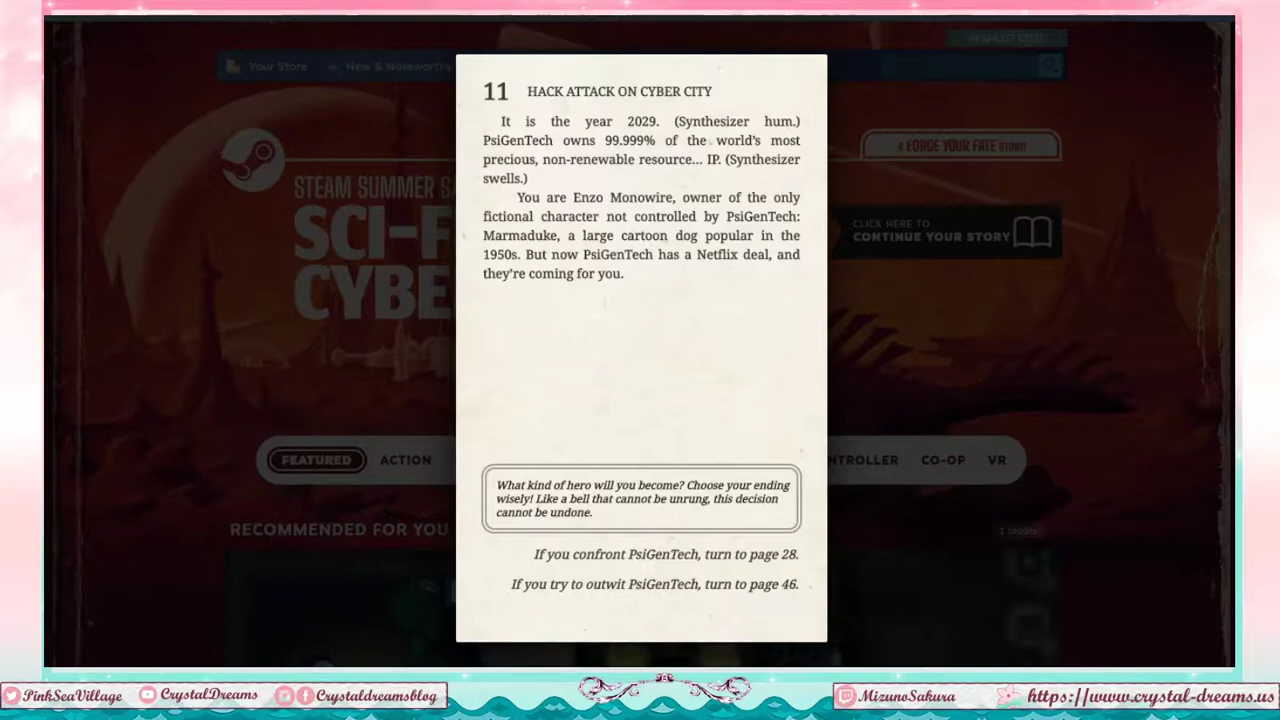 WISHLIST (222)
Your Store
New & Noteworthy
11 HACK ATTACK ON CYBER CITY
It is the year 2029. (Synthesizer hum.)
PsiGenTech owns 99.999% of the world's most
precious, non-renewable resource... IP. (Synthesizer
swells.)
You are Enzo Monowire, owner of the only
fictional character not controlled by PsiGenTech:
Marmaduke, a large cartoon dog popular in the
1950s. But now PsiGenTech has a Netflix deal, and
they're coming for you.
What kind of hero will you become? Choose your ending
wisely! Like a bell that cannot be unrung, this decision
cannot be undone.
If you confront PsiGenTech, turn to page 28.
If you try to outwit PsiGenTech, turn to page 46.
STEAM SUMMER SA
SCI-F
CYBE
A FORGE YOUR FATE STORY!
CLICK HERE TO
CONTINUE YOUR STORY
FEATURED ACTION
NTROLLER CO-OP VR
RECOMMENDED FOR YOU
PinkSeaVillage CrystalDreams Crystaldreamsblog
MizunoSakura https://www.crystal-dreams.us